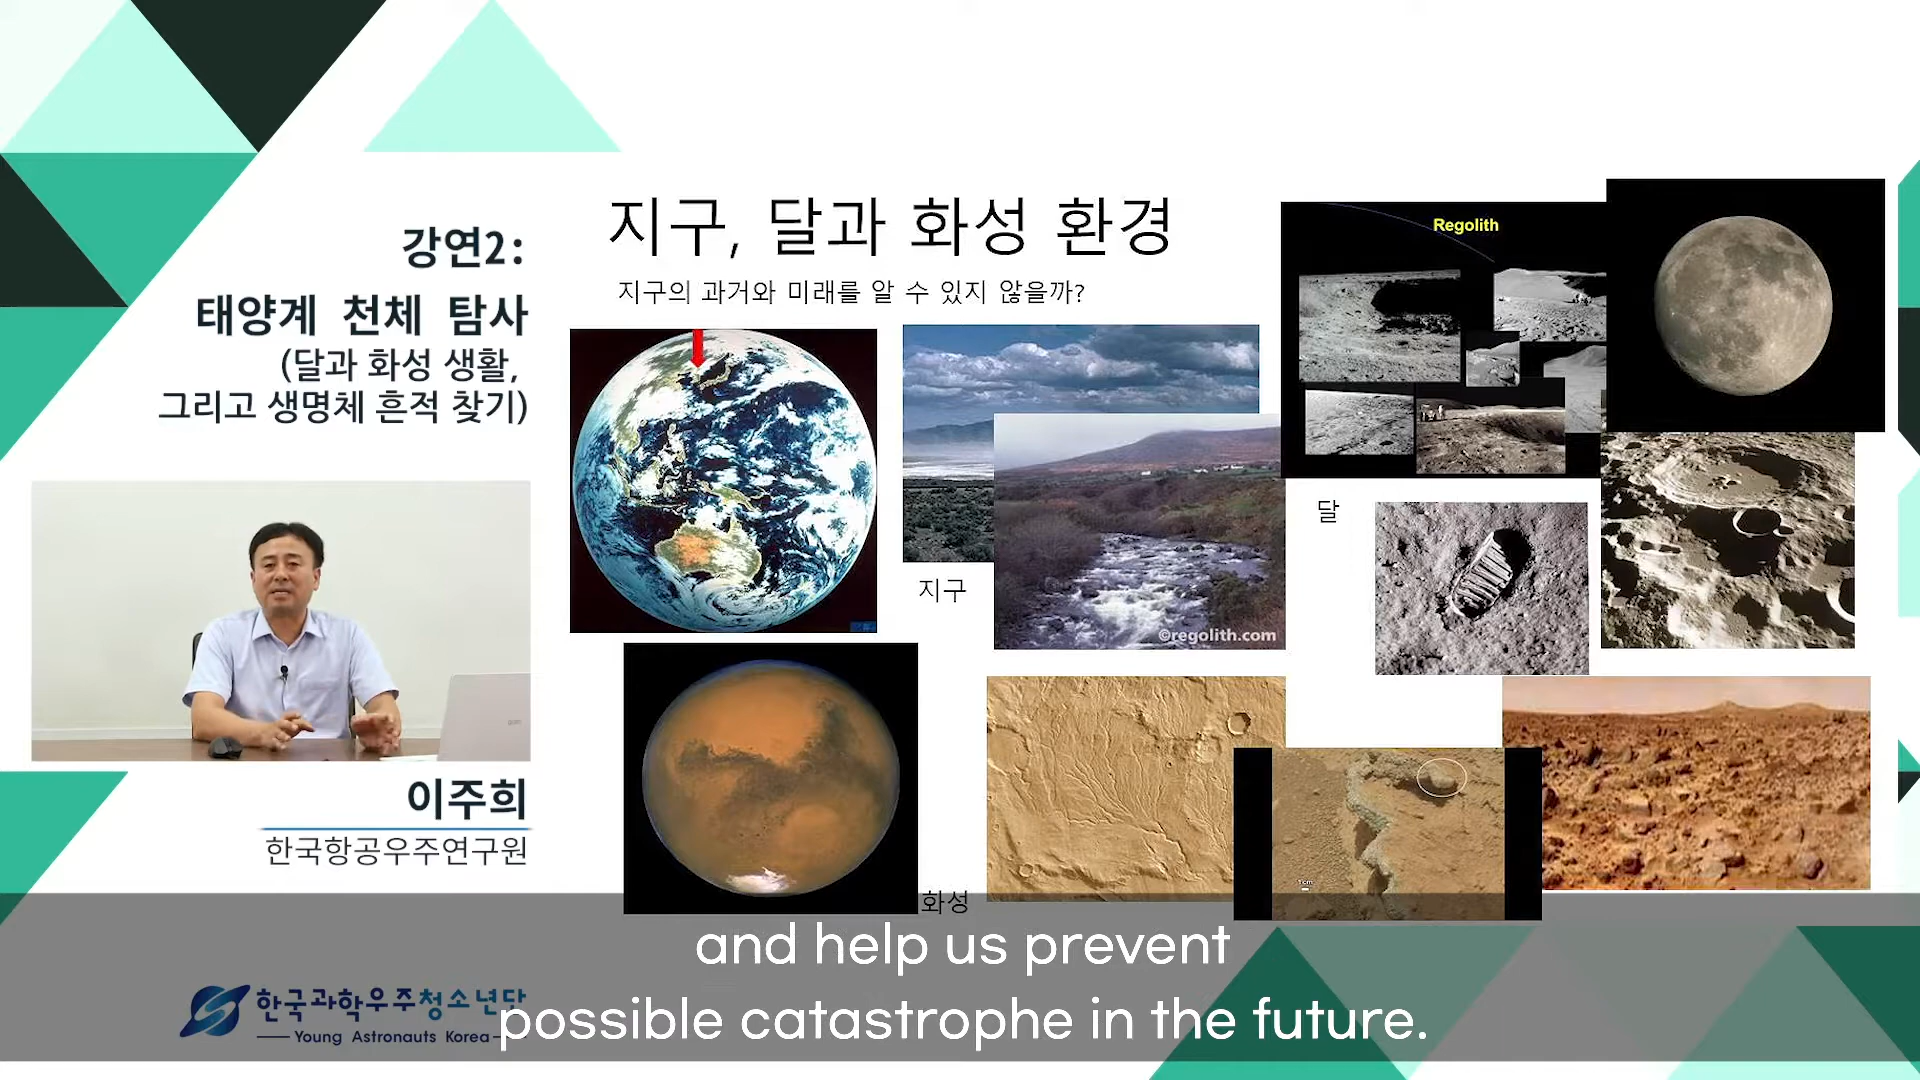 강연2:
태양계 천체 탐사
(달과 화성 생활,
그리고 생명체 흔적 찾기)
이주희
한국항공우주연구원
지구, 달과 화성 환경
지구의 과거와 미래를 알 수 있지 않을까?
Regolith
지구
©regolith.com
달
화성
and help us prevent
possible catastrophe in the future.
한국과학우주청소년단
Young Astronauts Korea